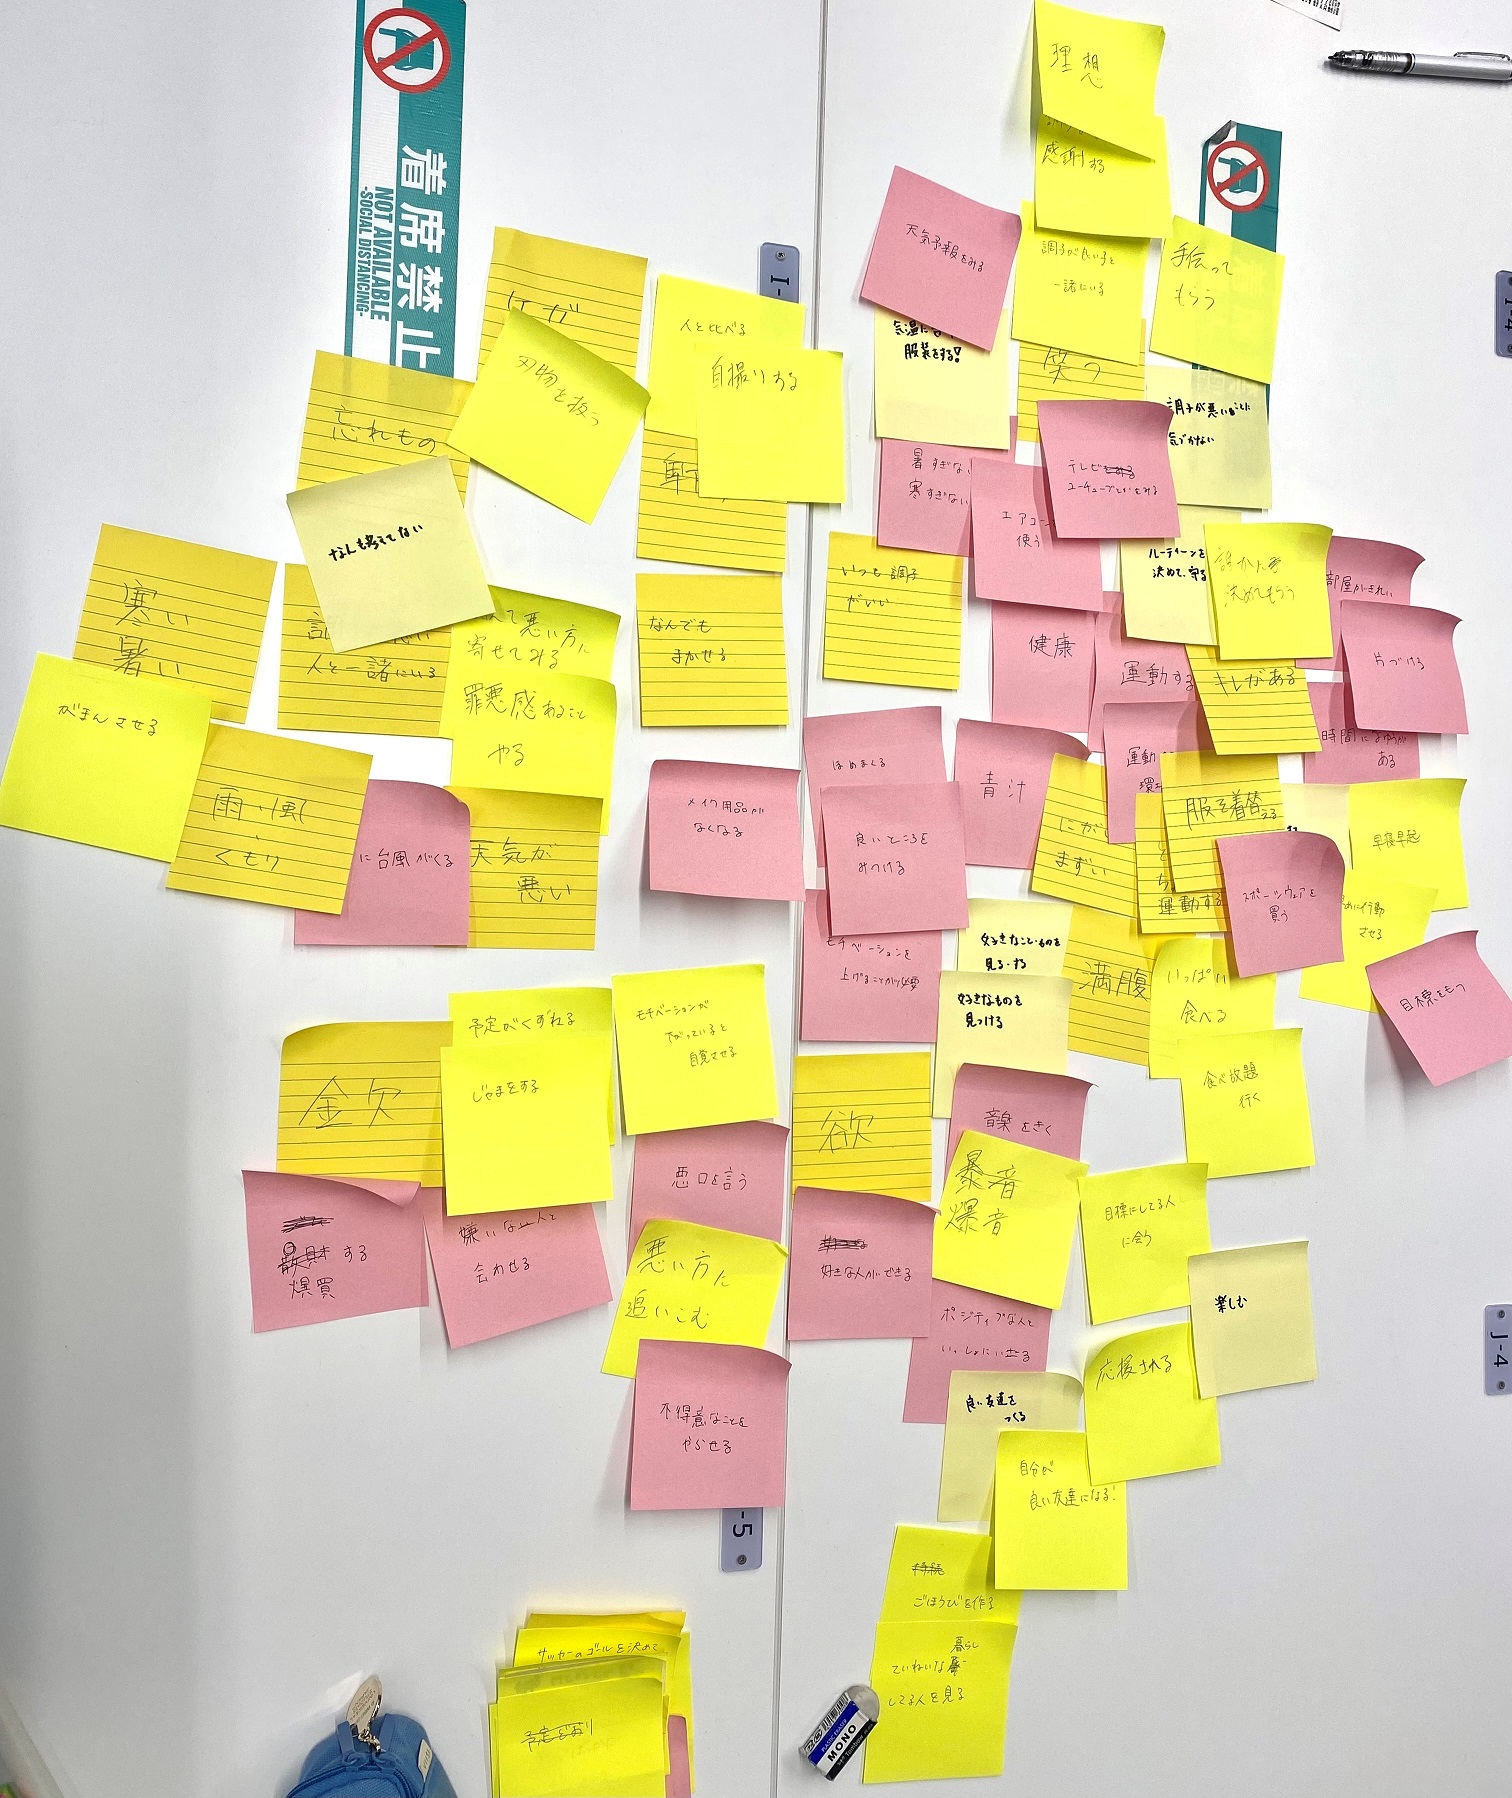 着席禁止
NOT AVAILABLE
-SOCIAL DISTANCING-
I-
I-4
理想
感謝する
天気予報をみる
調子が良い人と
一緒にいる
手伝って
もらう
けが
刃物を扱う
人と比べる
自撮りする
服装をする!
笑う
調子が悪いことに
気づかない
忘れもの
なんも考えてない
暑すぎない
寒すぎない
エアコンを
使う
テレビ
ユーチューブとかをみる
いつも調子
がいい
ルーティーンを
決めて、守る
誰かに
決めてもらう
部屋がきれい
片づける
寒い
暑い
人と一緒にいる
悪い方に
寄せてみる
罪悪感あること
やる
なんでも
まかせる
健康
運動する
キレがある
時間によゆうが
ある
がまんさせる
雨・風
くもり
に台風がくる
天気が
悪い
メイク用品が
なくなる
ほめまくる
良いところを
みつける
青汁
にがい
まずい
運動
環境
服を着替える
運動する
スポーツウェアを
買う
早寝早起
めに行動
させる
目標をもつ
モチベーションを
上げることが必要
好きなこと・ものを
見る・する
好きなものを
見つける
満腹
いっぱい
食べる
食べ放題
行く
予定がくずれる
じゃまをする
モチベーションが
下がっていると
自覚させる
金欠
欲
音楽をきく
暴音
爆音
悪口を言う
する
爆買
嫌いな人と
会わせる
悪い方に
追いこむ
好きな人ができる
目標にしてる人
に会う
楽しむ
ポジティブな人と
いっしょにいる
不得意なことを
やらせる
良い友達を
つくる
応援される
自分が
良い友達になる!
J-4
-5
ごほうびを作る
暮らし
ていねいな
してる人を見る
サッカーのゴールを決めて
予定どおり
MONO
PLASTIC ERASER